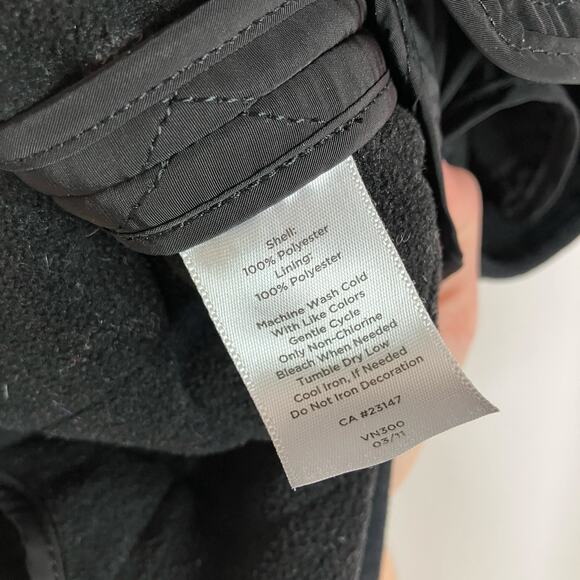 Shell:
100% Polyester
Lining:
100% Polyester
Machine Wash Cold
With Like Colors
Gentle Cycle
Only Non-Chlorine
Bleach When Needed
Tumble Dry Low
Cool Iron, If Needed
Do Not Iron Decoration
CA #23147
VN300
03/11